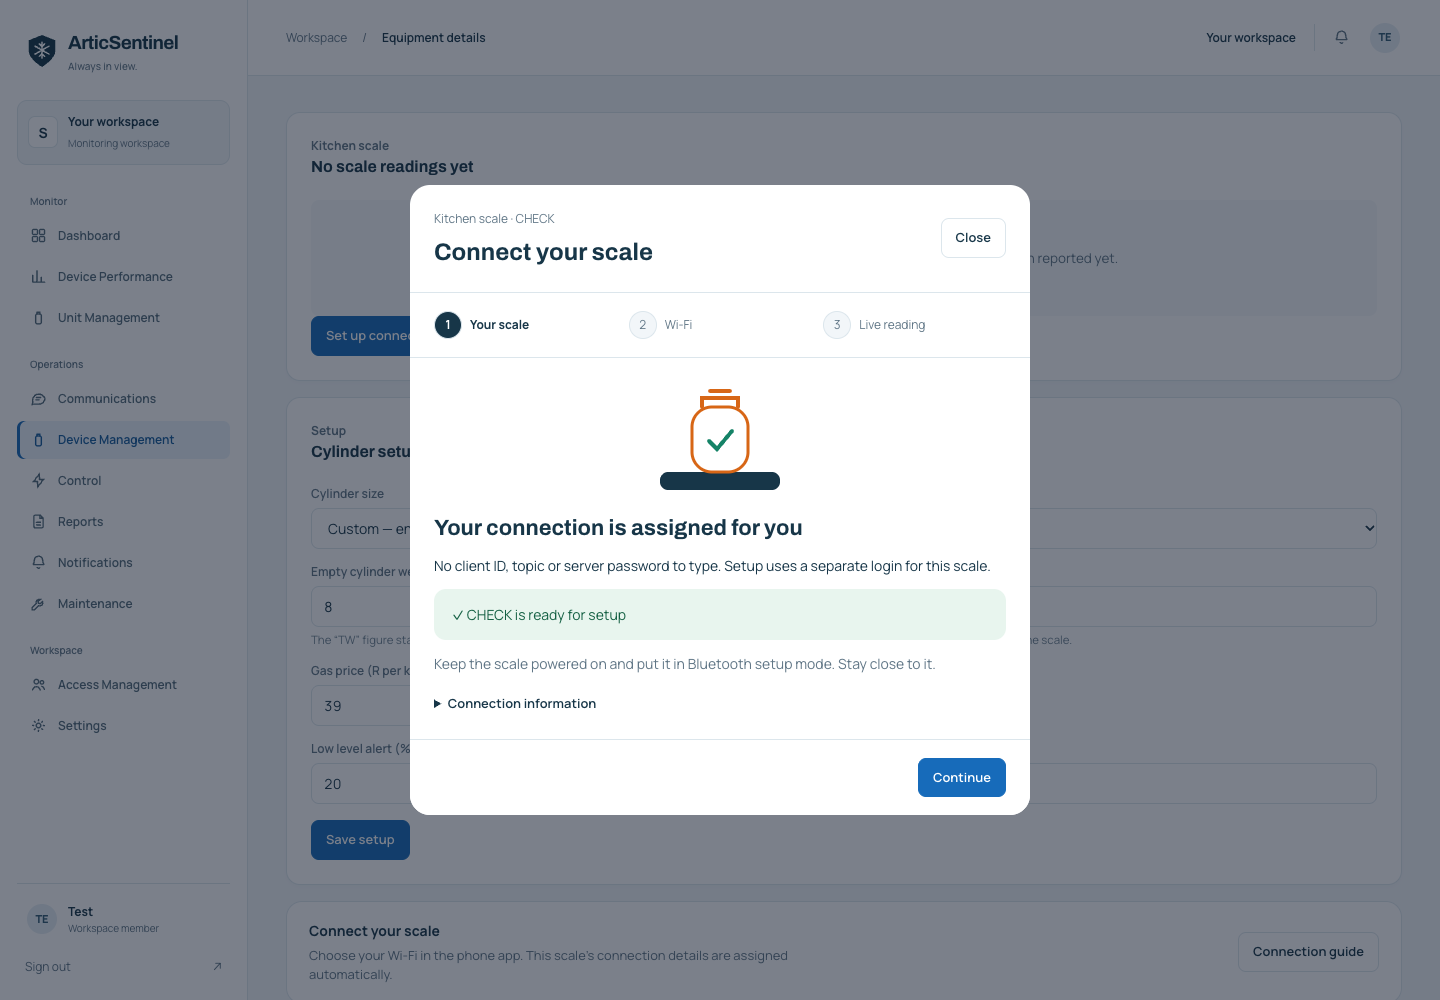 ArticSentinel
Always in view.
S
Your workspace
Monitoring workspace
Monitor
Dashboard
Device Performance
Unit Management
Operations
Communications
Device Management
Control
Reports
Notifications
Maintenance
Workspace
Access Management
Settings
TE
Test
Workspace member
Sign out
Workspace / Equipment details
Your workspace
TE
Kitchen scale
No scale readings yet
reported yet.
Set up
Setup
Cylinder
Cylinder size
Custom —
Empty cylinder
8
The "TW" figure
scale.
Gas price (R per
39
Low level alert (%
20
Save setup
Connect your scale
Choose your Wi-Fi in the phone app. This scale's connection details are assigned
automatically.
Connection guide
Kitchen scale · CHECK
Connect your scale
Close
1 Your scale
2 Wi-Fi
3 Live reading
Your connection is assigned for you
No client ID, topic or server password to type. Setup uses a separate login for this scale.
✓ CHECK is ready for setup
Keep the scale powered on and put it in Bluetooth setup mode. Stay close to it.
Connection information
Continue